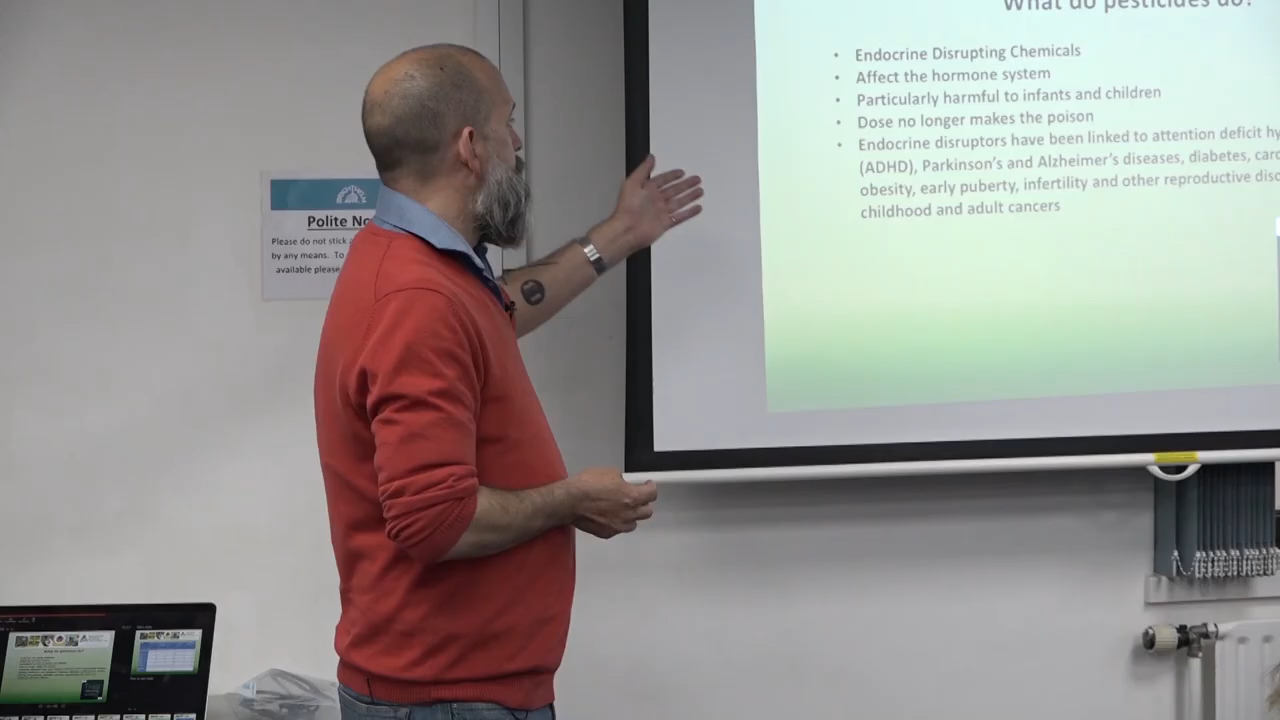 What do pesticides do?
Endocrine Disrupting Chemicals
Affect the hormone system
Particularly harmful to infants and children
Dose no longer makes the poison
Endocrine disruptors have been linked to attention deficit
(ADHD), Parkinson's and Alzheimer's diseases, diabetes,
obesity, early puberty, infertility and other reproductive
childhood and adult cancers
Polite
Please do not stick
by any means. To
available please